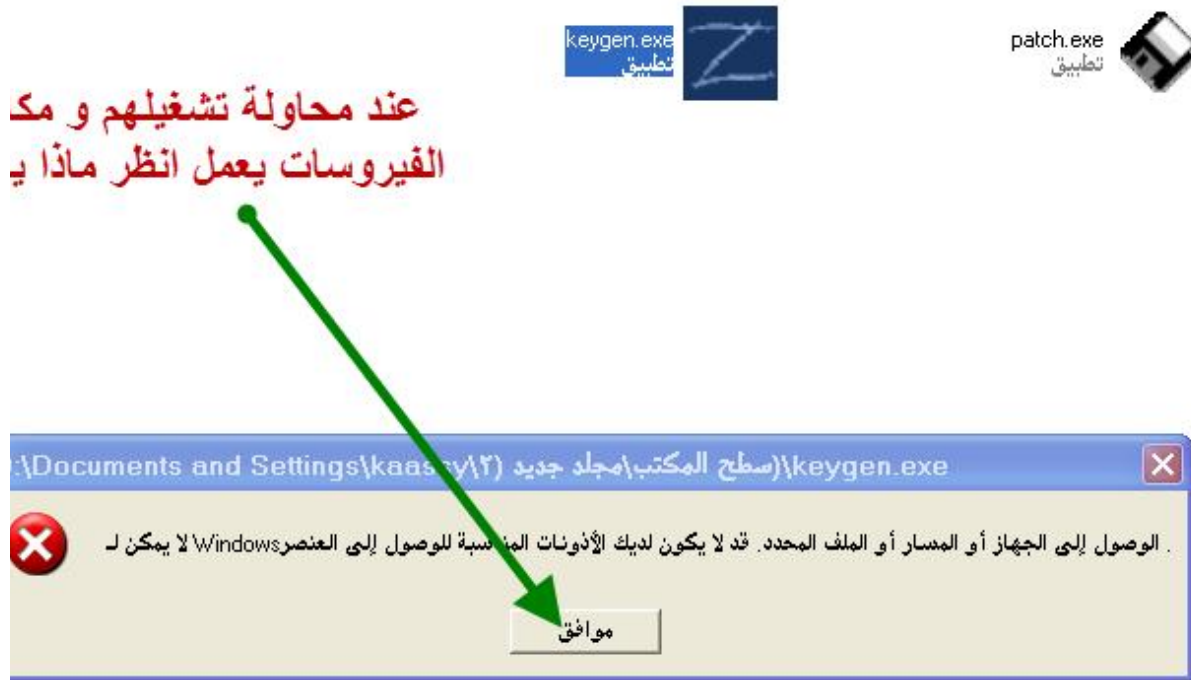 keygen.exe
تطبيق
patch.exe
تطبيق
عند محاولة تشغيلهم و
الفيروسات يعمل انظر ماذا
:\Documents and Settings\kaassy\سطح المكتب\مجلد جديد (٢)\keygen.exe
لا يمكن لـ Windows الوصول إلى الجهاز أو المسار أو الملف المحدد. قد لا يكون لديك الأذونات المناسبة للوصول إلى العنصر.
موافق